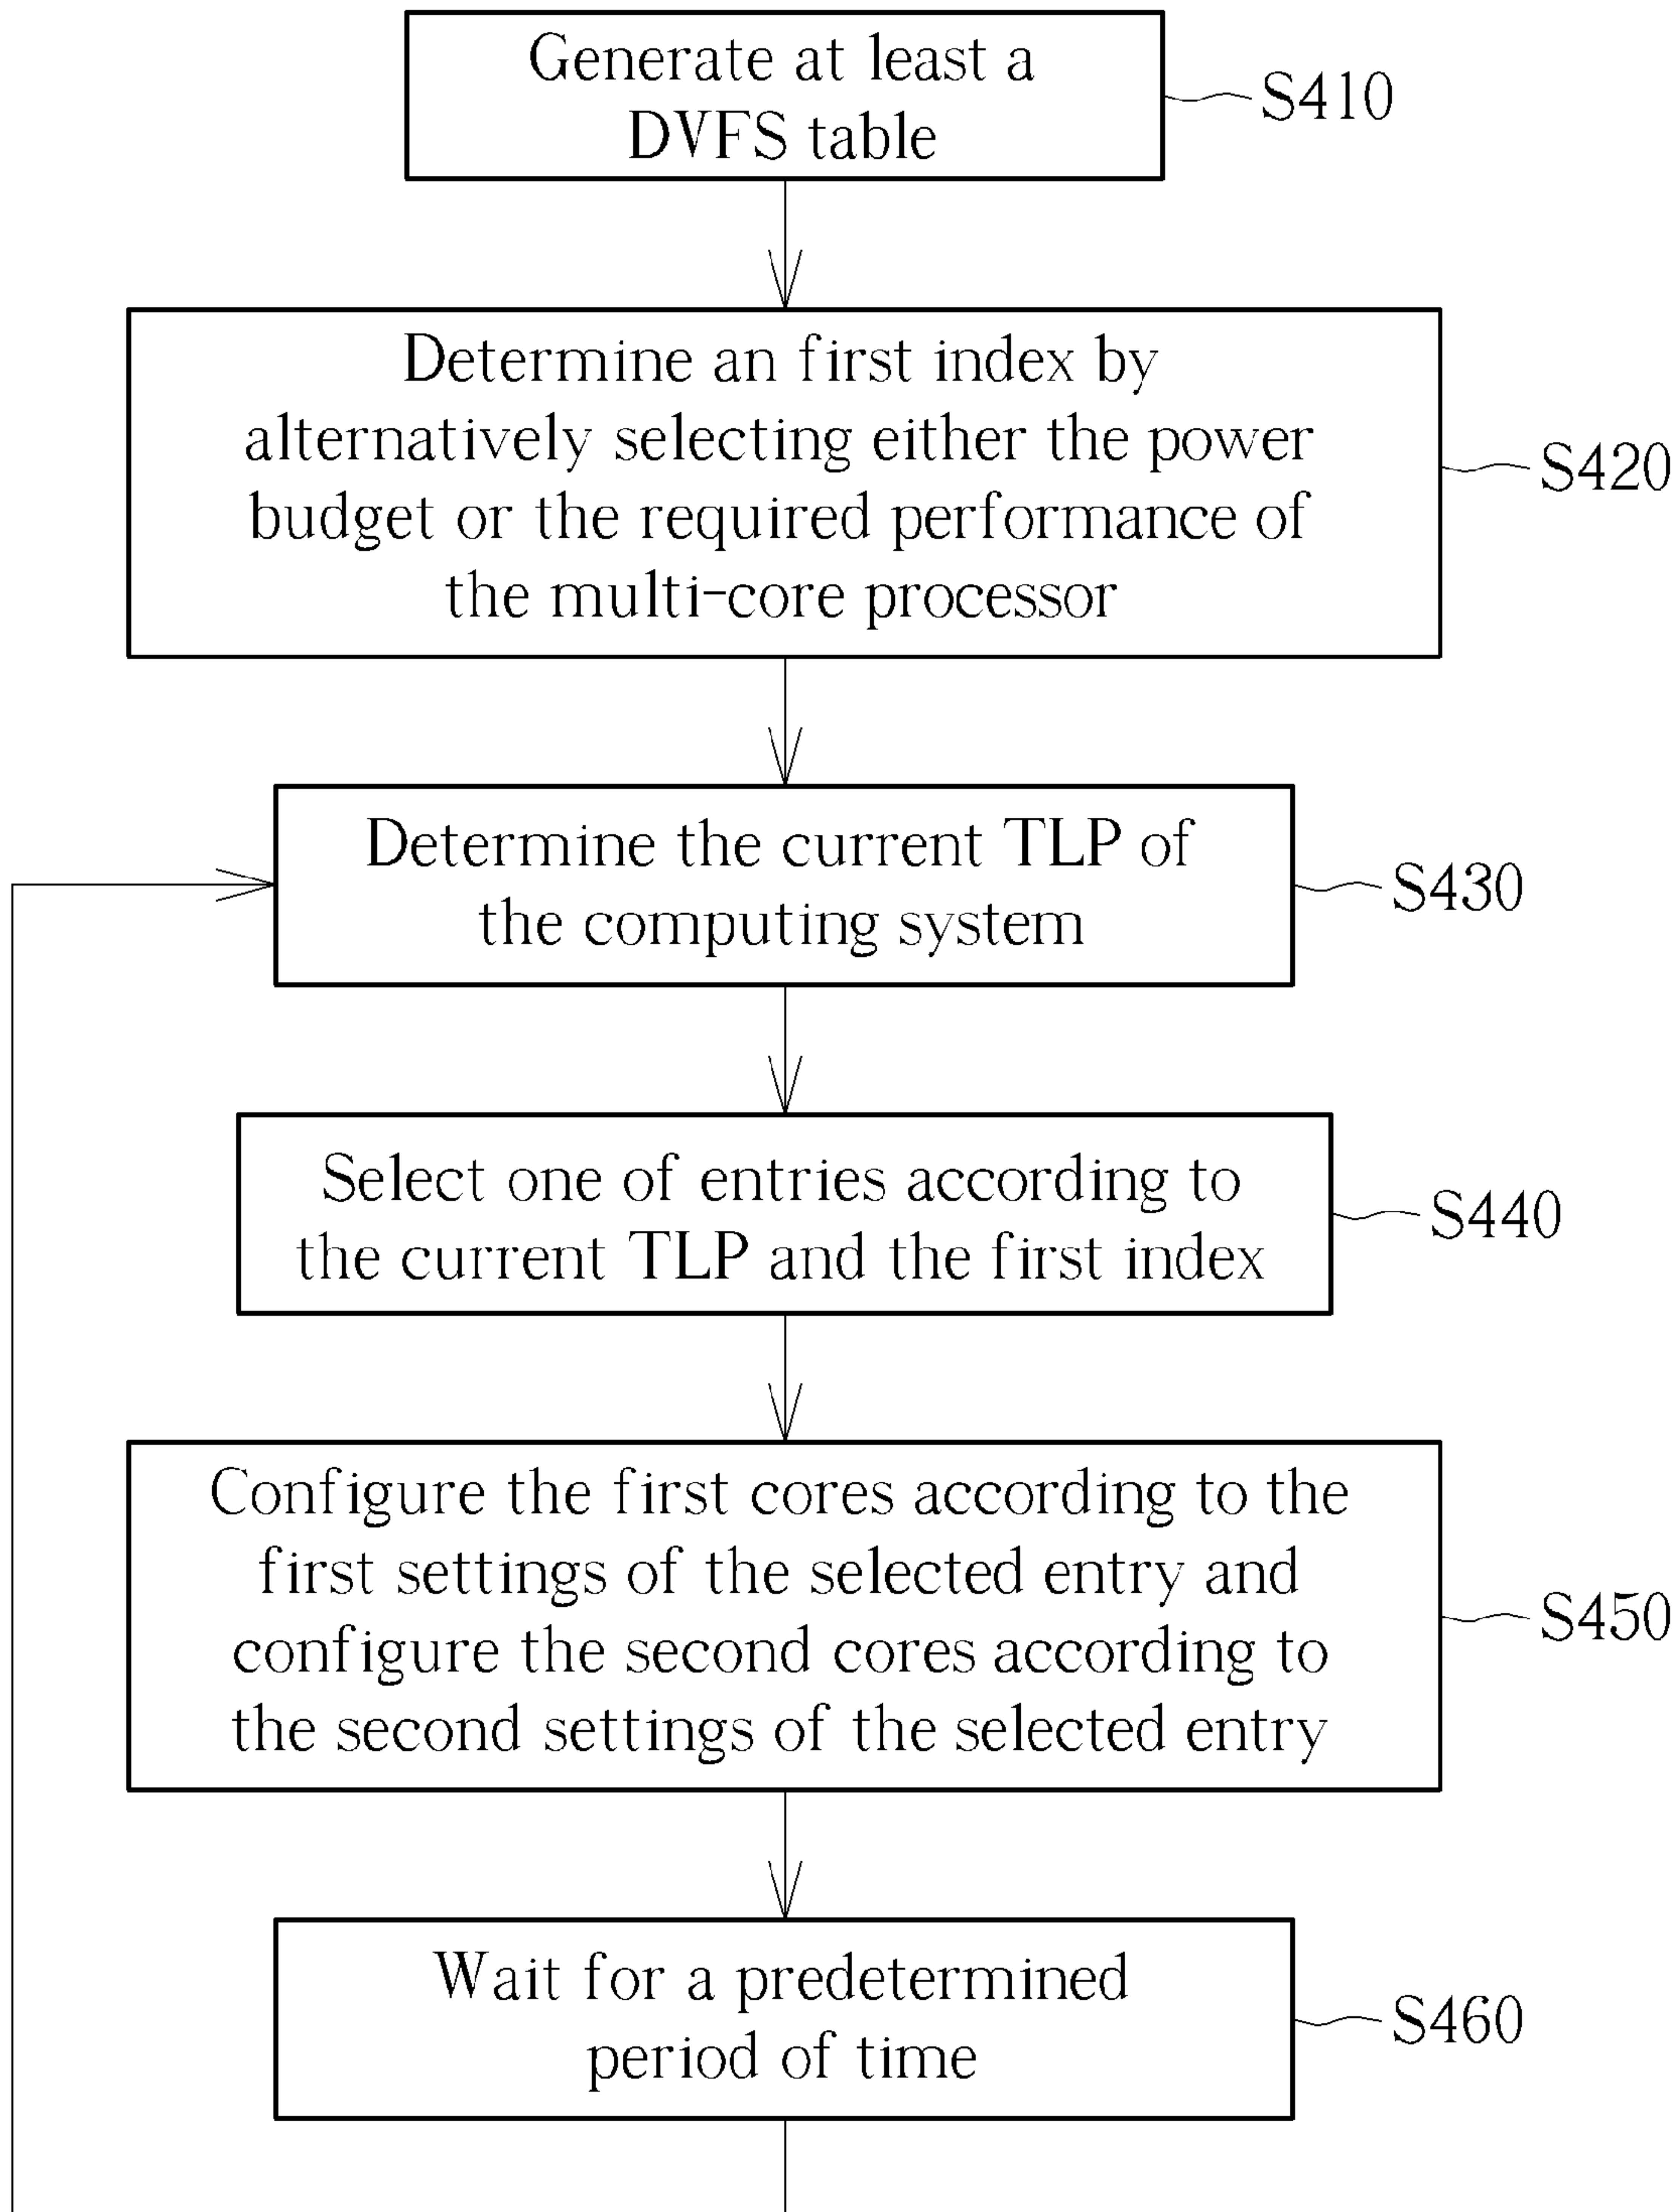 Generate at least a
DVFS table
S410
Determine an first index by
alternatively selecting either the power
budget or the required performance of
the multi-core processor
S420
Determine the current TLP of
the computing system
S430
Select one of entries according to
the current TLP and the first index
S440
Configure the first cores according to the
first settings of the selected entry and
configure the second cores according to
the second settings of the selected entry
S450
Wait for a predetermined
period of time
S460